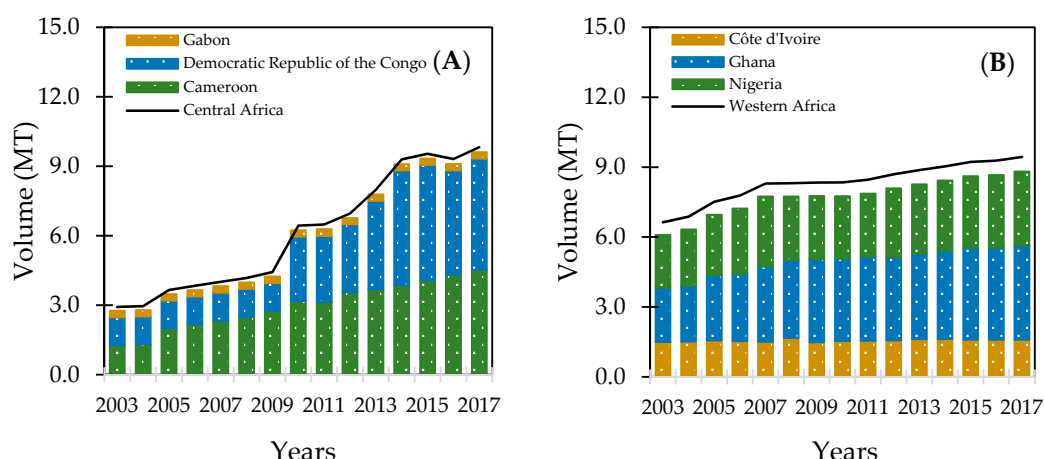 15.0
12.0
9.0
6.0
3.0
0.0
Volume (MT)
Gabon
Democratic Republic of the Congo
Cameroon
Central Africa
(A)
2003 2005 2007 2009 2011 2013 2015 2017
Years
15.0
12.0
9.0
6.0
3.0
0.0
Volume (MT)
Côte d'Ivoire
Ghana
Nigeria
Western Africa
(B)
2003 2005 2007 2009 2011 2013 2015 2017
Years